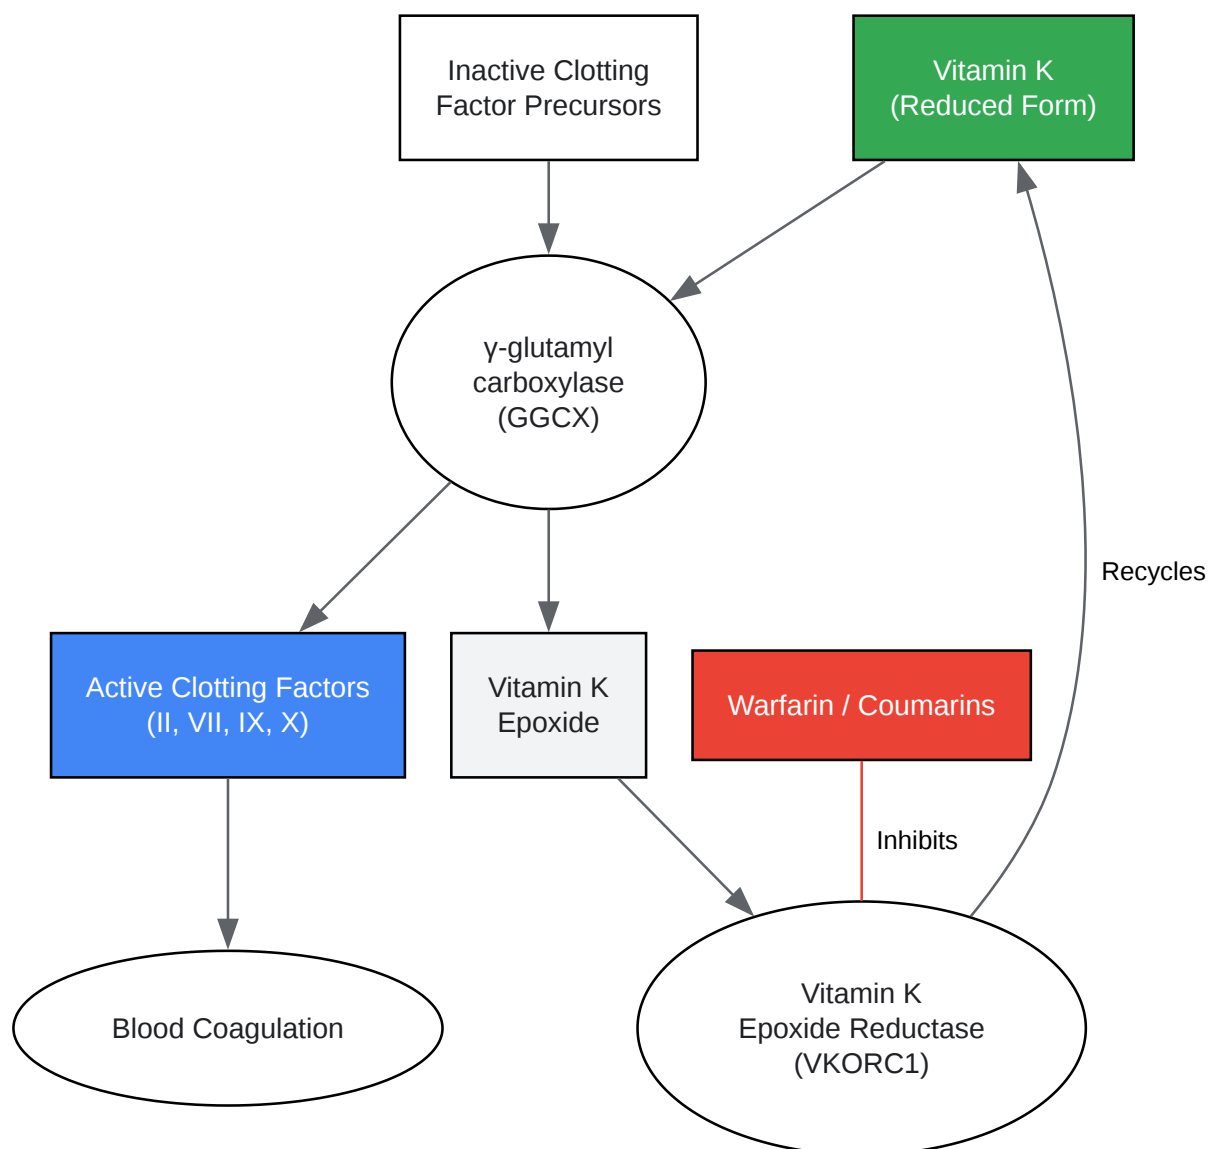 Inactive Clotting
Factor Precursors
Vitamin K
(Reduced Form)
γ-glutamyl
carboxylase
(GGCX)
Recycles
Active Clotting Factors
(II, VII, IX, X)
Vitamin K
Epoxide
Warfarin / Coumarins
Inhibits
Blood Coagulation
Vitamin K
Epoxide Reductase
(VKORC1)